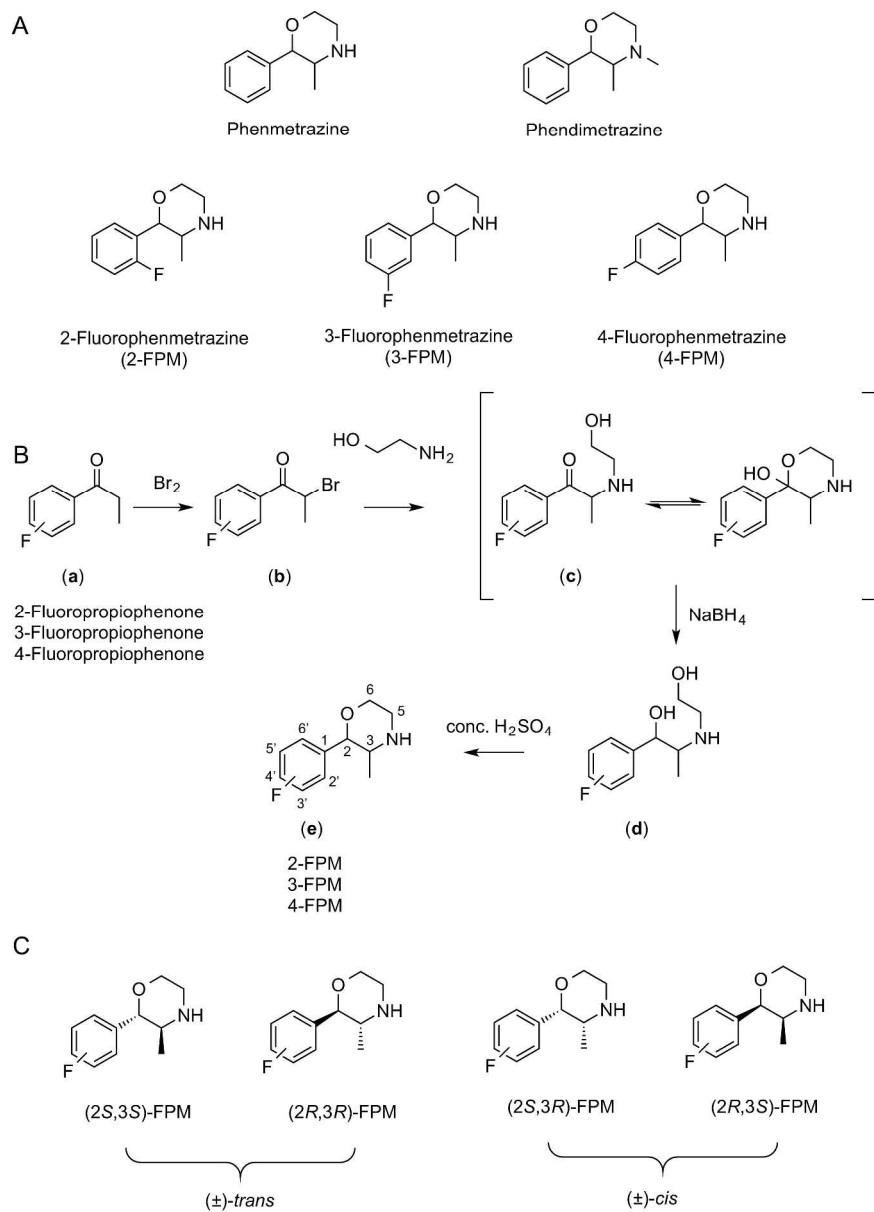 A
O
NH
Phenmetrazine
O
N
Phendimetrazine
O
NH
F
2-Fluorophenmetrazine
(2-FPM)
O
NH
F
3-Fluorophenmetrazine
(3-FPM)
O
NH
F
4-Fluorophenmetrazine
(4-FPM)
B
O
F
(a)
2-Fluoropropiophenone
3-Fluoropropiophenone
4-Fluoropropiophenone
Br₂
O
Br
F
(b)
HO
NH₂
OH
O
NH
F
(c)
HO
O
NH
F
NaBH₄
OH
OH
NH
F
(d)
conc. H₂SO₄
6
O
5
6'
1
2
3
NH
5'
4'
2'
F
3'
(e)
2-FPM
3-FPM
4-FPM
C
O
NH
F
(2S,3S)-FPM
O
NH
F
(2R,3R)-FPM
(±)-trans
O
NH
F
(2S,3R)-FPM
O
NH
F
(2R,3S)-FPM
(±)-cis